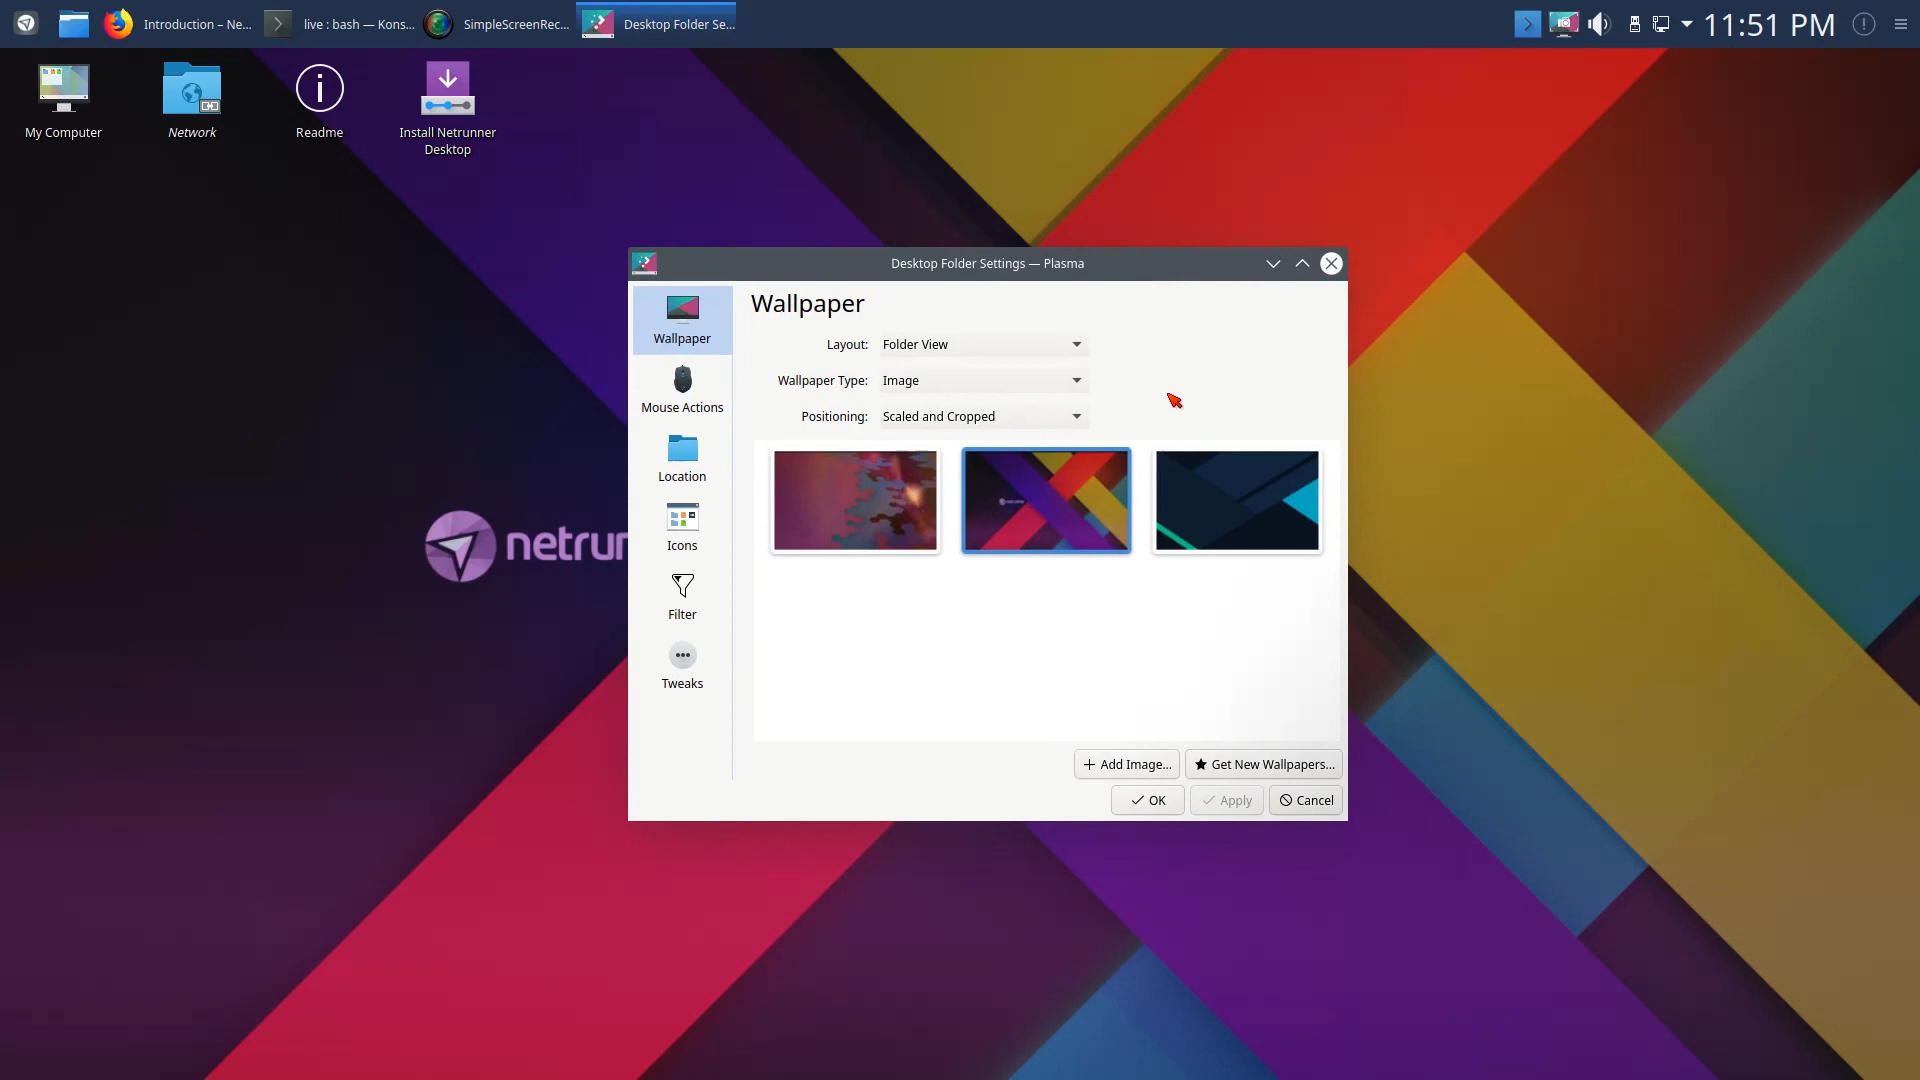 Introduction – Ne...
live : bash — Kons...
SimpleScreenRec...
Desktop Folder Se...
11:51 PM
My Computer
Network
Readme
Install Netrunner
Desktop
Desktop Folder Settings — Plasma
Wallpaper
Mouse Actions
Location
Icons
Filter
Tweaks
Wallpaper
Layout: Folder View
Wallpaper Type: Image
Positioning: Scaled and Cropped
Add Image...
Get New Wallpapers...
OK
Apply
Cancel
netrun